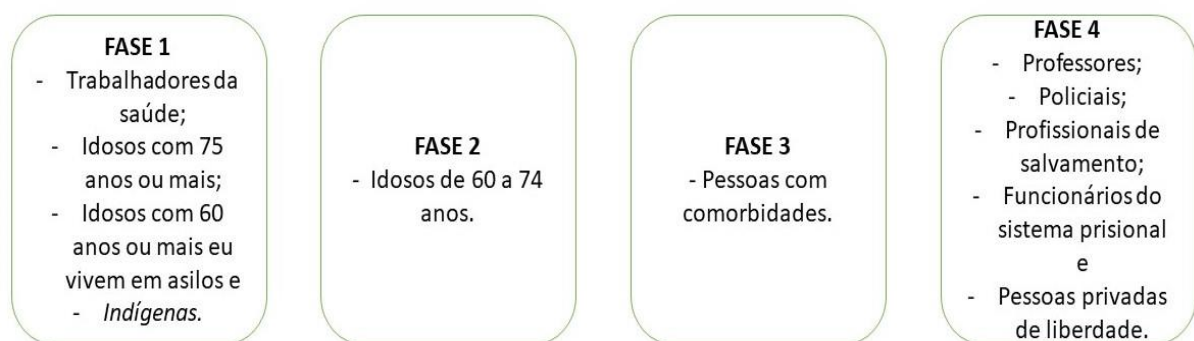 FASE 1
- Trabalhadores da
saúde;
- Idosos com 75
anos ou mais;
- Idosos com 60
anos ou mais eu
vivem em asilos e
- Indígenas.
FASE 2
- Idosos de 60 a 74
anos.
FASE 3
- Pessoas com
comorbidades.
FASE 4
- Professores;
- Policiais;
- Profissionais de
salvamento;
- Funcionários do
sistema prisional
e
- Pessoas privadas
de liberdade.